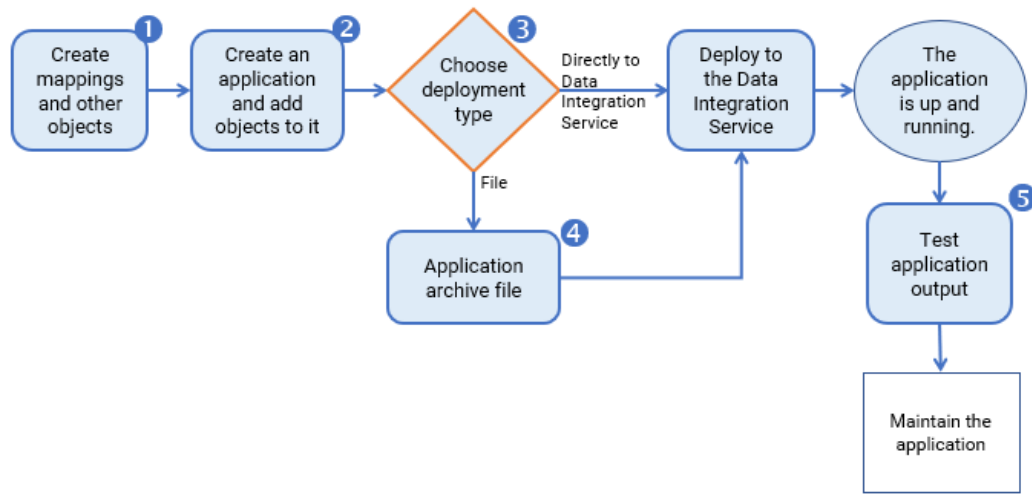 1
Create
mappings
and other
objects
2
Create an
application
and add
objects to it
3
Choose
deployment
type
Directly to
Data
Integration
Service
File
4
Application
archive file
Deploy to
the Data
Integration
Service
The
application
is up and
running.
5
Test
application
output
Maintain the
application